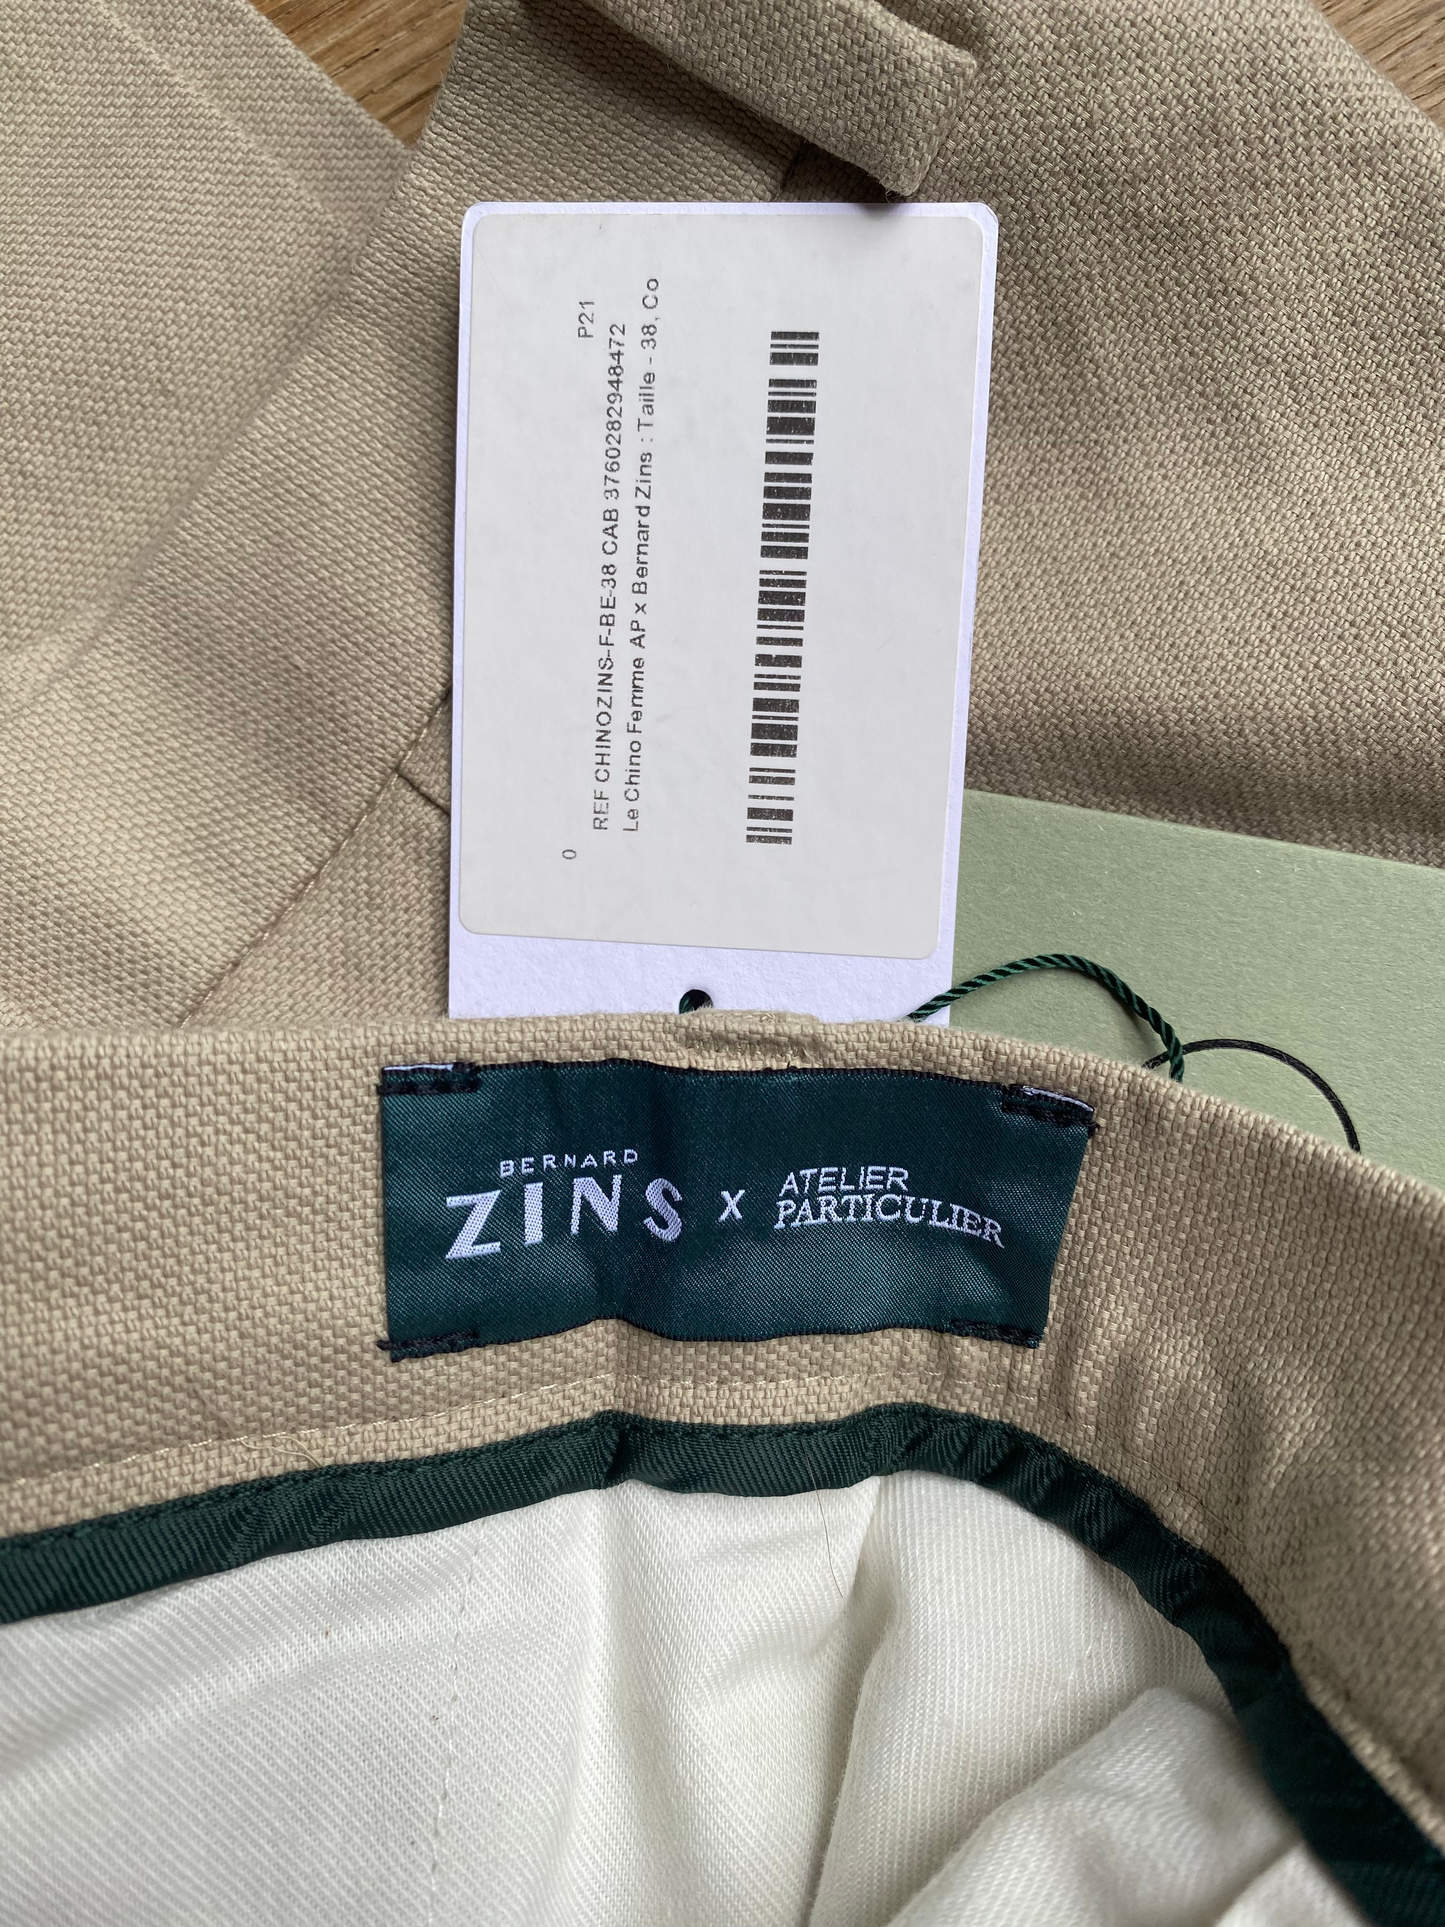 P21
REF CHINOZINS-F-BE-38 CAB 3760282948472
Le Chino Femme AP x Bernard Zins : Taille - 38, Co
0
BERNARD
ZINS X ATELIER
PARTICULIER